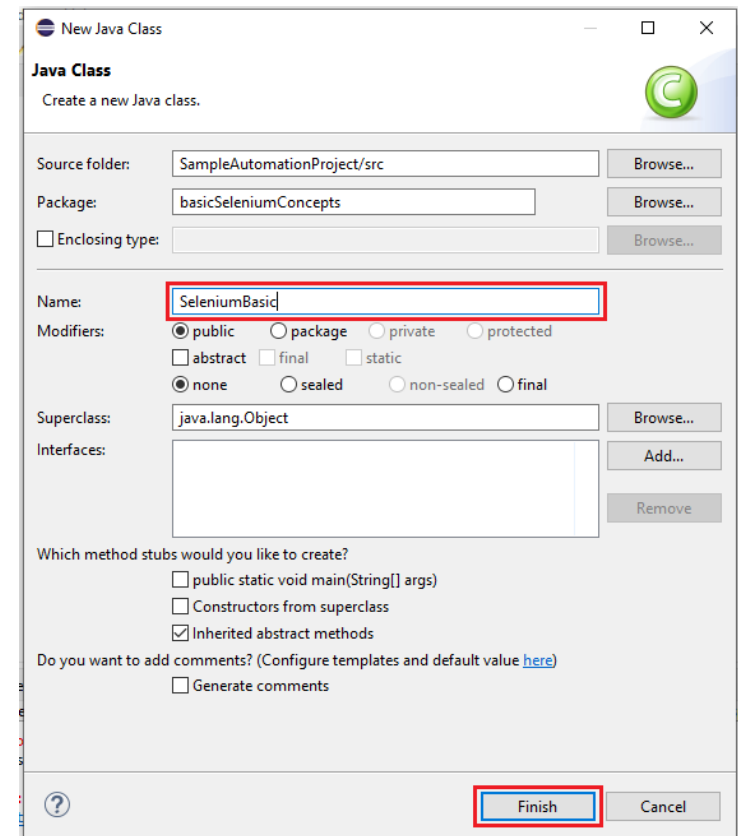 New Java Class
Java Class
Create a new Java class.
C
Source folder: SampleAutomationProject/src Browse...
Package: basicSeleniumConcepts Browse...
Enclosing type: Browse...
Name: SeleniumBasic
Modifiers: public package private protected
abstract final static
none sealed non-sealed final
Superclass: java.lang.Object Browse...
Interfaces: Add...
Remove
Which method stubs would you like to create?
public static void main(String[] args)
Constructors from superclass
Inherited abstract methods
Do you want to add comments? (Configure templates and default value here)
Generate comments
? Finish Cancel